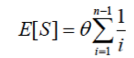 E[S] = θ∑_{i=1}^{n-1} 1/i